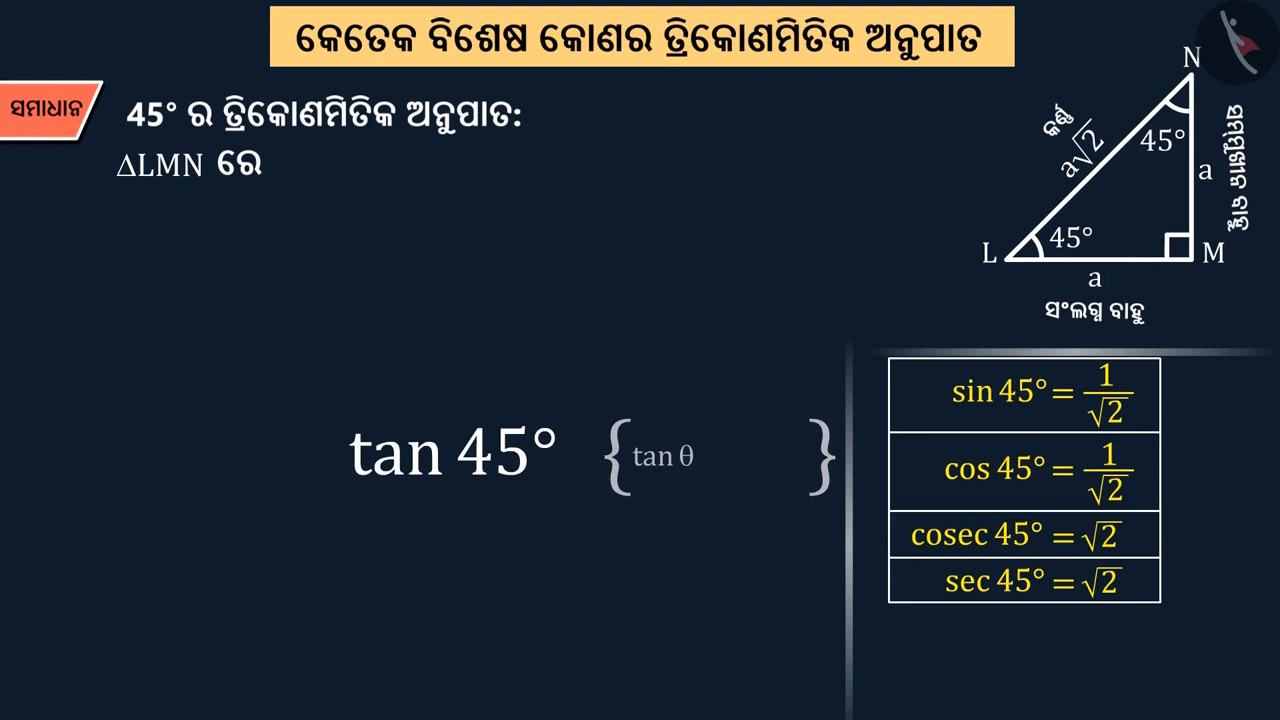 କେତେକ ବିଶେଷ କୋଣର ତ୍ରିକୋଣମିତିକ ଅନୁପାତ
ସମାଧାନ
45° ର ତ୍ରିକୋଣମିତିକ ଅନୁପାତ:
ΔLMN ରେ
N
କର୍ଣ୍ଣ
a√2
45°
a
ସମ୍ମୁଖୀନ ବାହୁ
L
45°
M
a
ସଂଲଗ୍ନ ବାହୁ
tan 45° {tan θ }
sin 45° = 1/√2
cos 45° = 1/√2
cosec 45° = √2
sec 45° = √2